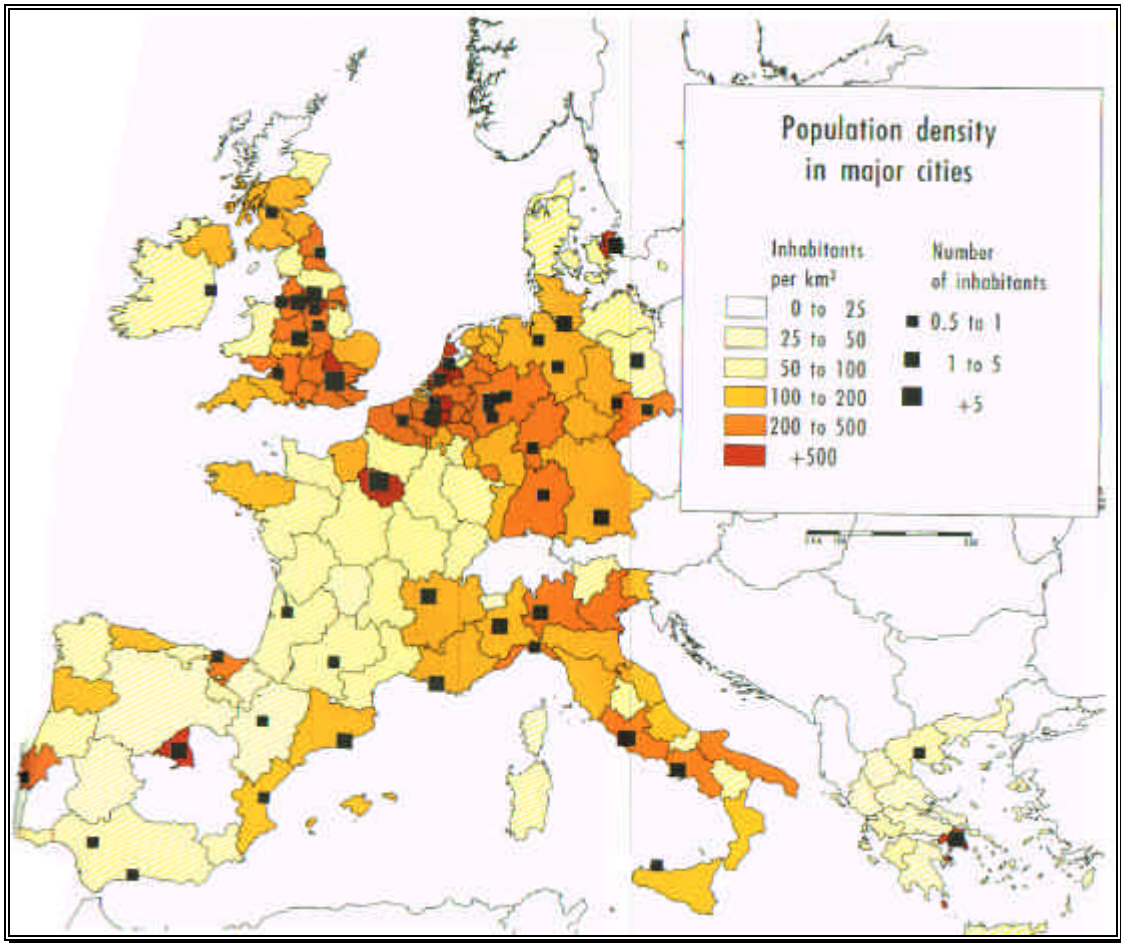 Population density
in major cities
Inhabitants
per km²
0 to 25
25 to 50
50 to 100
100 to 200
200 to 500
+500
Number
of inhabitants
0.5 to 1
1 to 5
+5